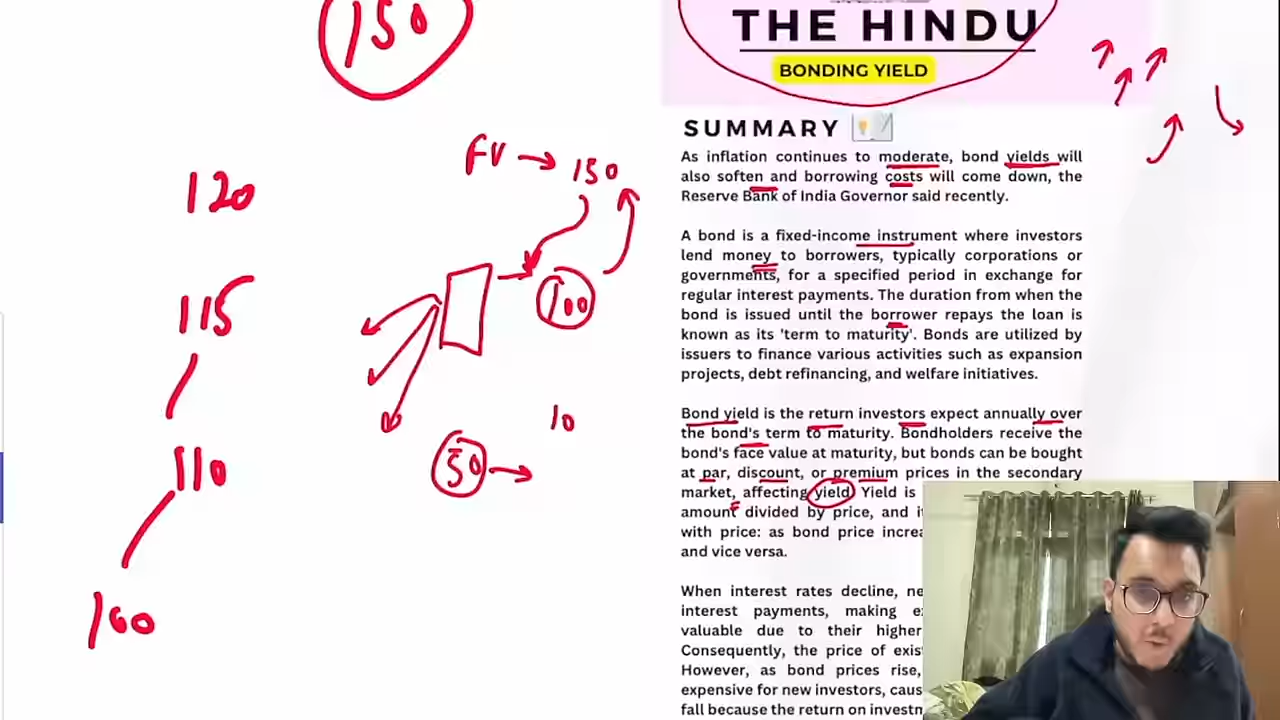 150
120
115
110
100
FV → 150
100
10
50 →
THE HINDU
BONDING YIELD
SUMMARY
As inflation continues to moderate, bond yields will
also soften and borrowing costs will come down, the
Reserve Bank of India Governor said recently.
A bond is a fixed-income instrument where investors
lend money to borrowers, typically corporations or
governments, for a specified period in exchange for
regular interest payments. The duration from when the
bond is issued until the borrower repays the loan is
known as its 'term to maturity'. Bonds are utilized by
issuers to finance various activities such as expansion
projects, debt refinancing, and welfare initiatives.
Bond yield is the return investors expect annually over
the bond's term to maturity. Bondholders receive the
bond's face value at maturity, but bonds can be bought
at par, discount, or premium prices in the secondary
market, affecting yield. Yield is
amount divided by price, and
with price: as bond price
and vice versa.
When interest rates decline,
interest payments, making
valuable due to their higher
Consequently, the price of
However, as bond prices rise,
expensive for new investors,
fall because the return on